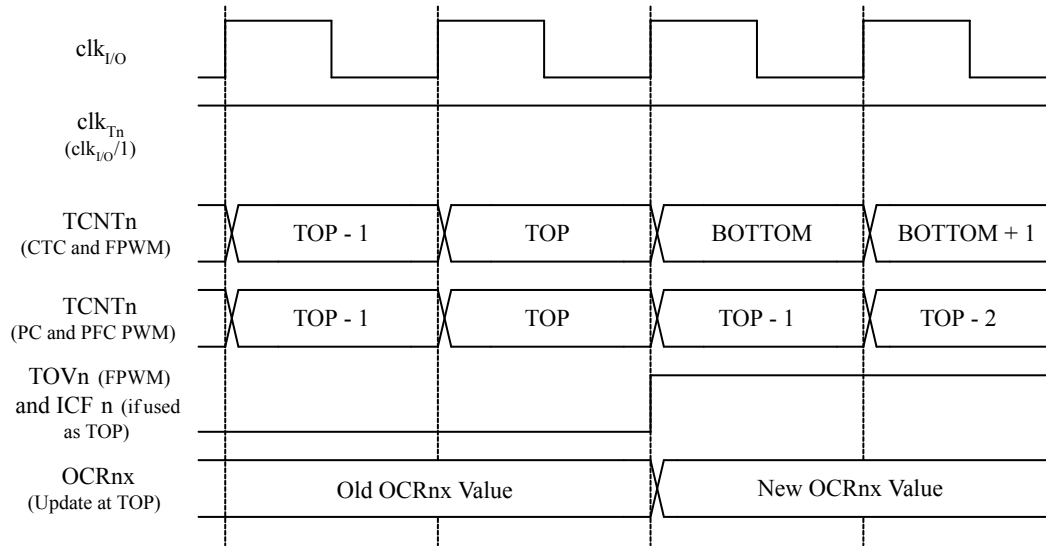 clkI/O
clkTn
(clkI/O/1)
TCNTn
(CTC and FPWM)
TOP - 1
TOP
BOTTOM
BOTTOM + 1
TCNTn
(PC and PFC PWM)
TOP - 1
TOP
TOP - 1
TOP - 2
TOVn (FPWM)
and ICF n (if used
as TOP)
OCRnx
(Update at TOP)
Old OCRnx Value
New OCRnx Value